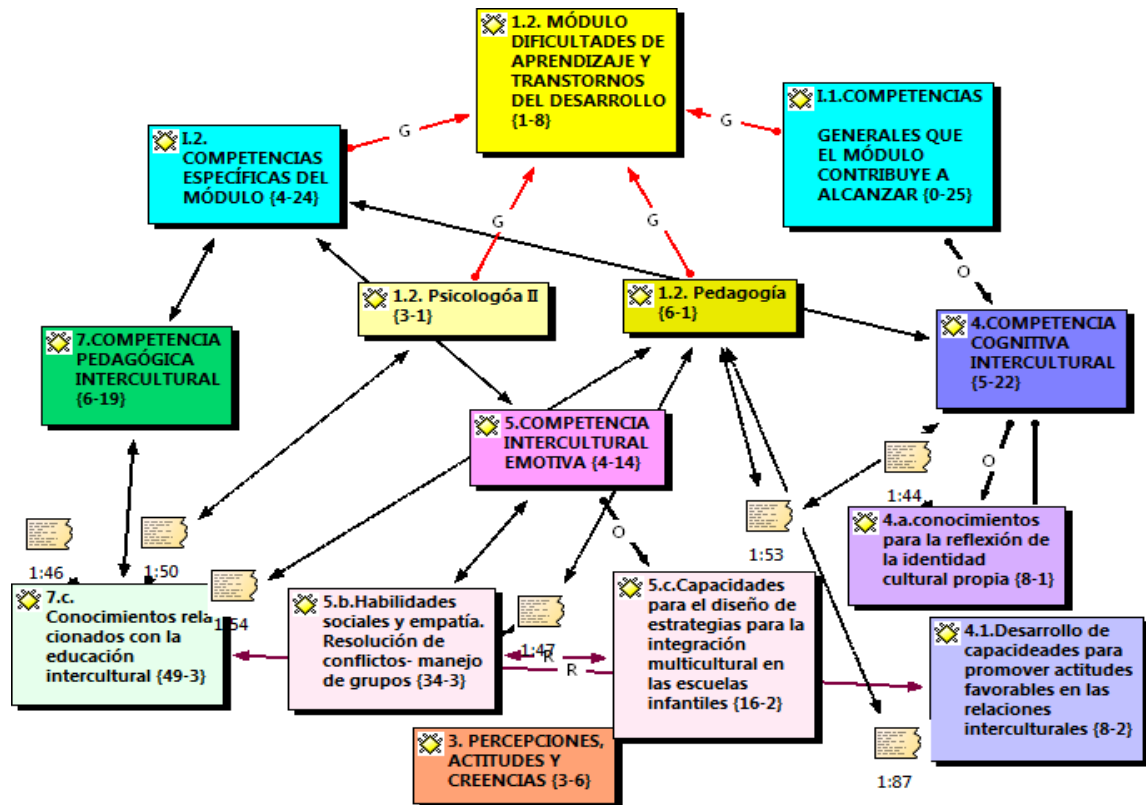 1.2. MÓDULO
DIFICULTADES DE
APRENDIZAJE Y
TRANSTORNOS
DEL DESARROLLO
{1-8}
I.1.COMPETENCIAS
GENERALES QUE
EL MÓDULO
CONTRIBUYE A
ALCANZAR {0-25}
I.2.
COMPETENCIAS
ESPECÍFICAS DEL
MÓDULO {4-24}
G
G
G
G
O
1.2. Psicologóa II
{3-1}
1.2. Pedagogía
{6-1}
7.COMPETENCIA
PEDAGÓGICA
INTERCULTURAL
{6-19}
4.COMPETENCIA
COGNITIVA
INTERCULTURAL
{5-22}
5.COMPETENCIA
INTERCULTURAL
EMOTIVA {4-14}
O
O
1:44
1:53
1:46
1:50
1:54
1:47
4.a.conocimientos
para la reflexión de
la identidad
cultural propia {8-1}
7.c.
Conocimientos rela
cionados con la
educación
intercultural {49-3}
5.b.Habilidades
sociales y empatía.
Resolución de
conflictos- manejo
de grupos {34-3}
R
R
5.c.Capacidades
para el diseño de
estrategias para la
integración
multicultural en
las escuelas
infantiles {16-2}
4.1.Desarrollo de
capacideades para
promover actitudes
favorables en las
relaciones
interculturales {8-2}
3. PERCEPCIONES,
ACTITUDES Y
CREENCIAS {3-6}
1:87